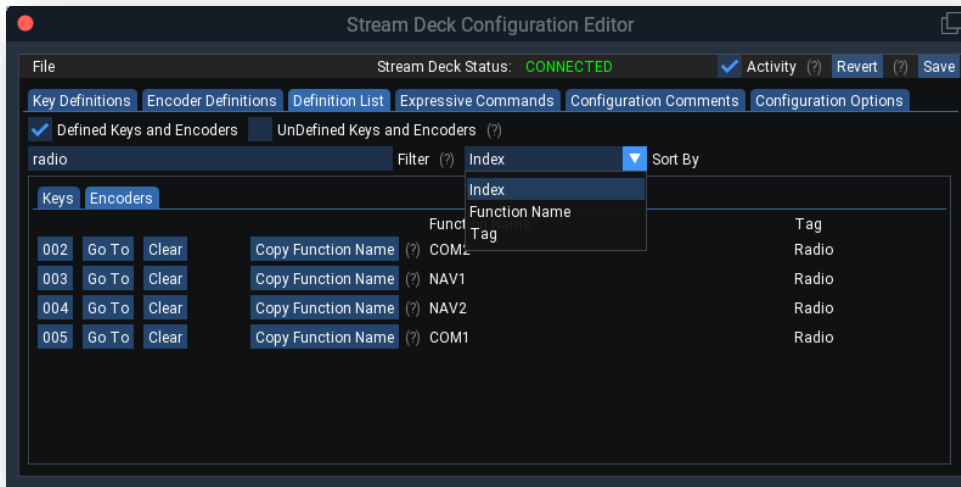 Stream Deck Configuration Editor
File Stream Deck Status: CONNECTED Activity (?) Revert (?) Save
Key Definitions Encoder Definitions Definition List Expressive Commands Configuration Comments Configuration Options
Defined Keys and Encoders UnDefined Keys and Encoders (?)
radio Filter (?) Index Sort By
Index
Function Name
Tag
Keys Encoders
Tag
002 Go To Clear Copy Function Name (?) COM2 Radio
003 Go To Clear Copy Function Name (?) NAV1 Radio
004 Go To Clear Copy Function Name (?) NAV2 Radio
005 Go To Clear Copy Function Name (?) COM1 Radio